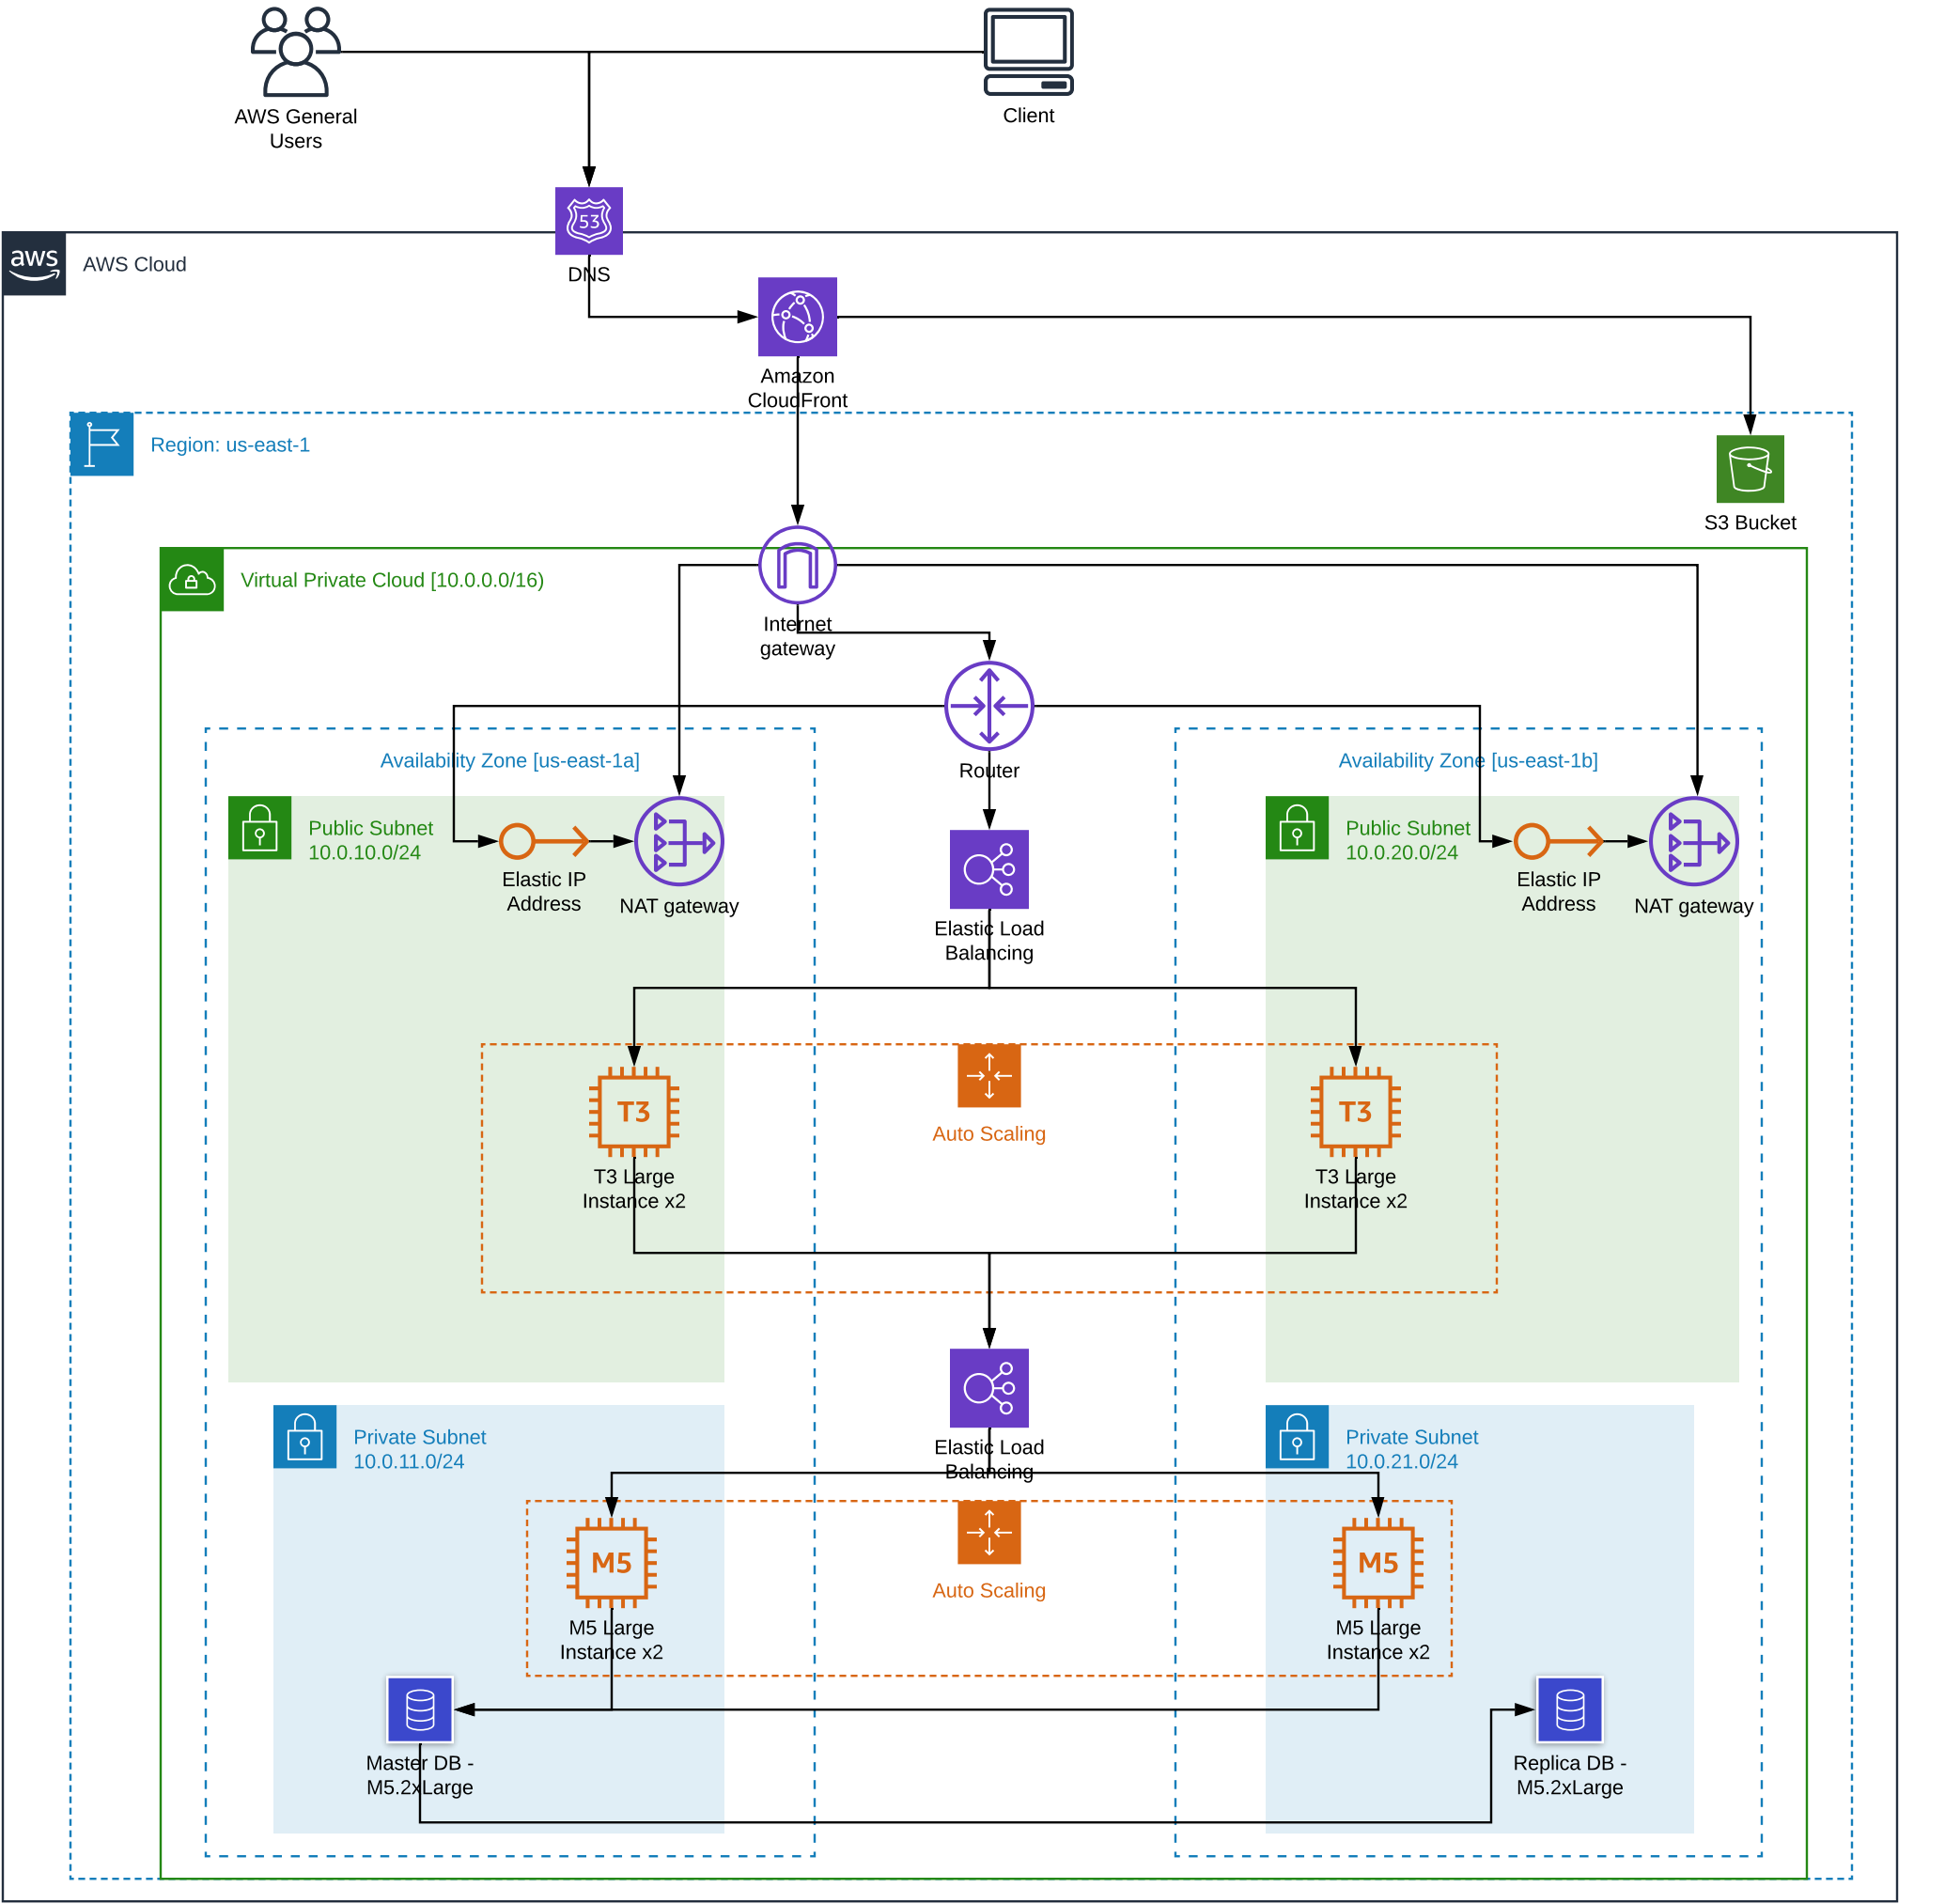 AWS General
Users
Client
53
DNS
aws
AWS Cloud
Amazon
CloudFront
Region: us-east-1
S3 Bucket
Virtual Private Cloud [10.0.0.0/16)
Internet
gateway
Router
Availability Zone [us-east-1a]
Availability Zone [us-east-1b]
Public Subnet
10.0.10.0/24
Elastic IP
Address
NAT gateway
Public Subnet
10.0.20.0/24
Elastic IP
Address
NAT gateway
Elastic Load
Balancing
T3
T3 Large
Instance x2
Auto Scaling
T3
T3 Large
Instance x2
Elastic Load
Balancing
Private Subnet
10.0.11.0/24
Private Subnet
10.0.21.0/24
M5
M5 Large
Instance x2
Auto Scaling
M5
M5 Large
Instance x2
Master DB -
M5.2xLarge
Replica DB -
M5.2xLarge